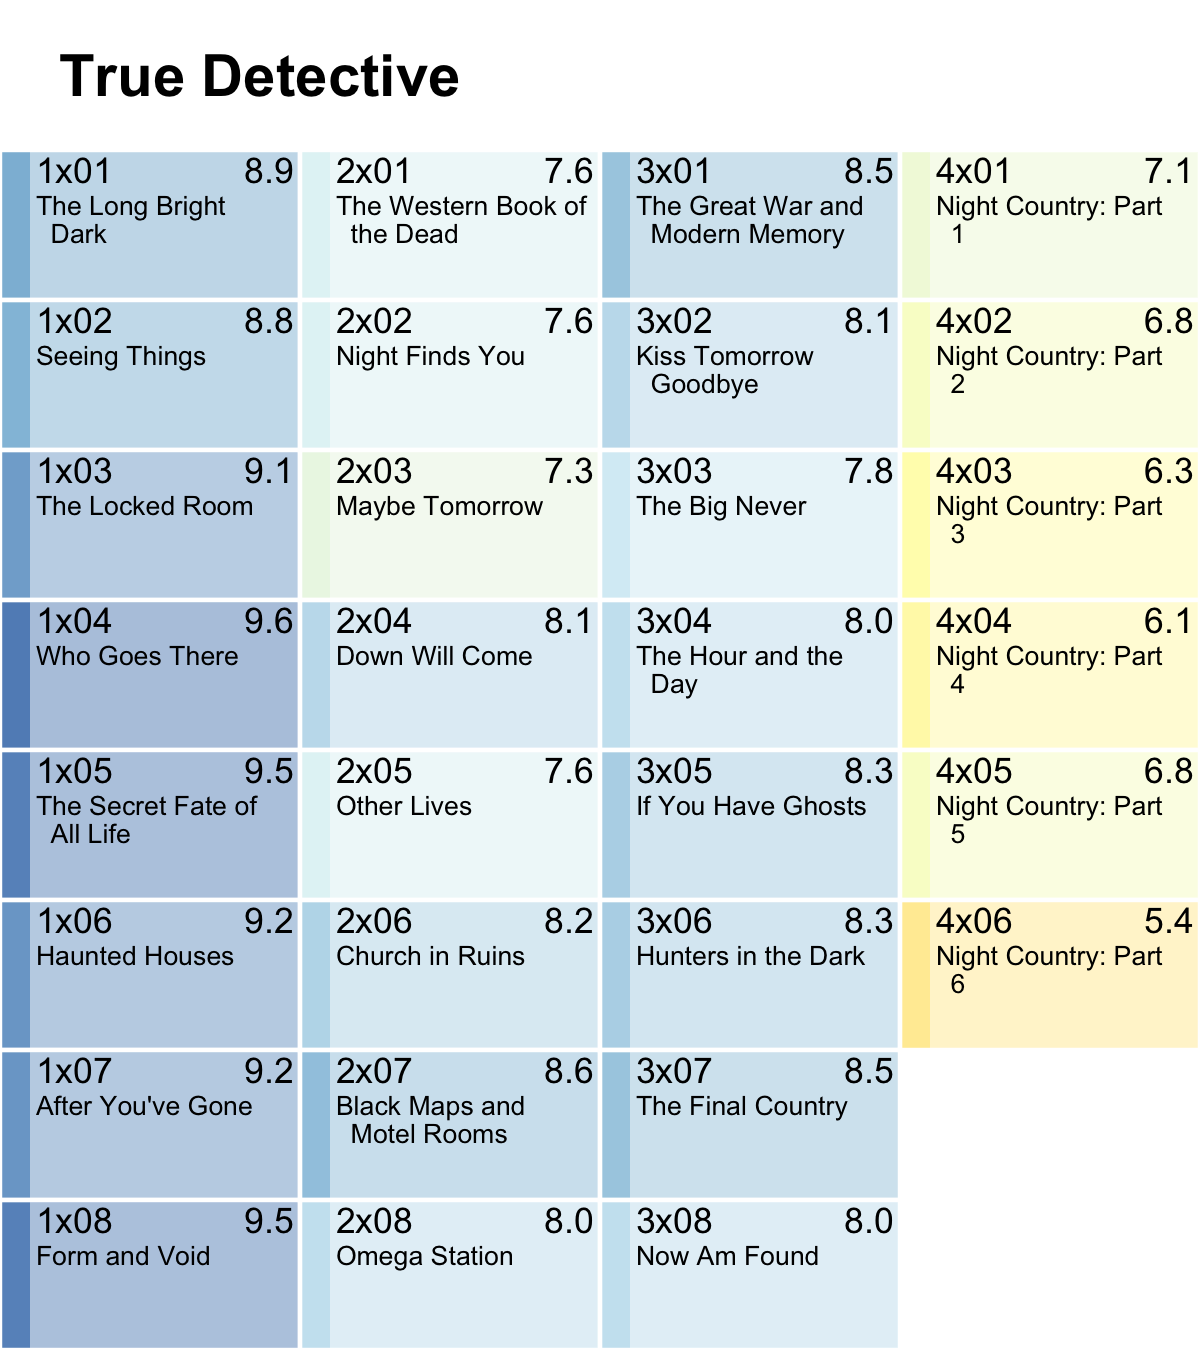 True Detective
1x01 8.9
The Long Bright
Dark
1x02 8.8
Seeing Things
1x03 9.1
The Locked Room
1x04 9.6
Who Goes There
1x05 9.5
The Secret Fate of
All Life
1x06 9.2
Haunted Houses
1x07 9.2
After You've Gone
1x08 9.5
Form and Void
2x01 7.6
The Western Book of
the Dead
2x02 7.6
Night Finds You
2x03 7.3
Maybe Tomorrow
2x04 8.1
Down Will Come
2x05 7.6
Other Lives
2x06 8.2
Church in Ruins
2x07 8.6
Black Maps and
Motel Rooms
2x08 8.0
Omega Station
3x01 8.5
The Great War and
Modern Memory
3x02 8.1
Kiss Tomorrow
Goodbye
3x03 7.8
The Big Never
3x04 8.0
The Hour and the
Day
3x05 8.3
If You Have Ghosts
3x06 8.3
Hunters in the Dark
3x07 8.5
The Final Country
3x08 8.0
Now Am Found
4x01 7.1
Night Country: Part
1
4x02 6.8
Night Country: Part
2
4x03 6.3
Night Country: Part
3
4x04 6.1
Night Country: Part
4
4x05 6.8
Night Country: Part
5
4x06 5.4
Night Country: Part
6